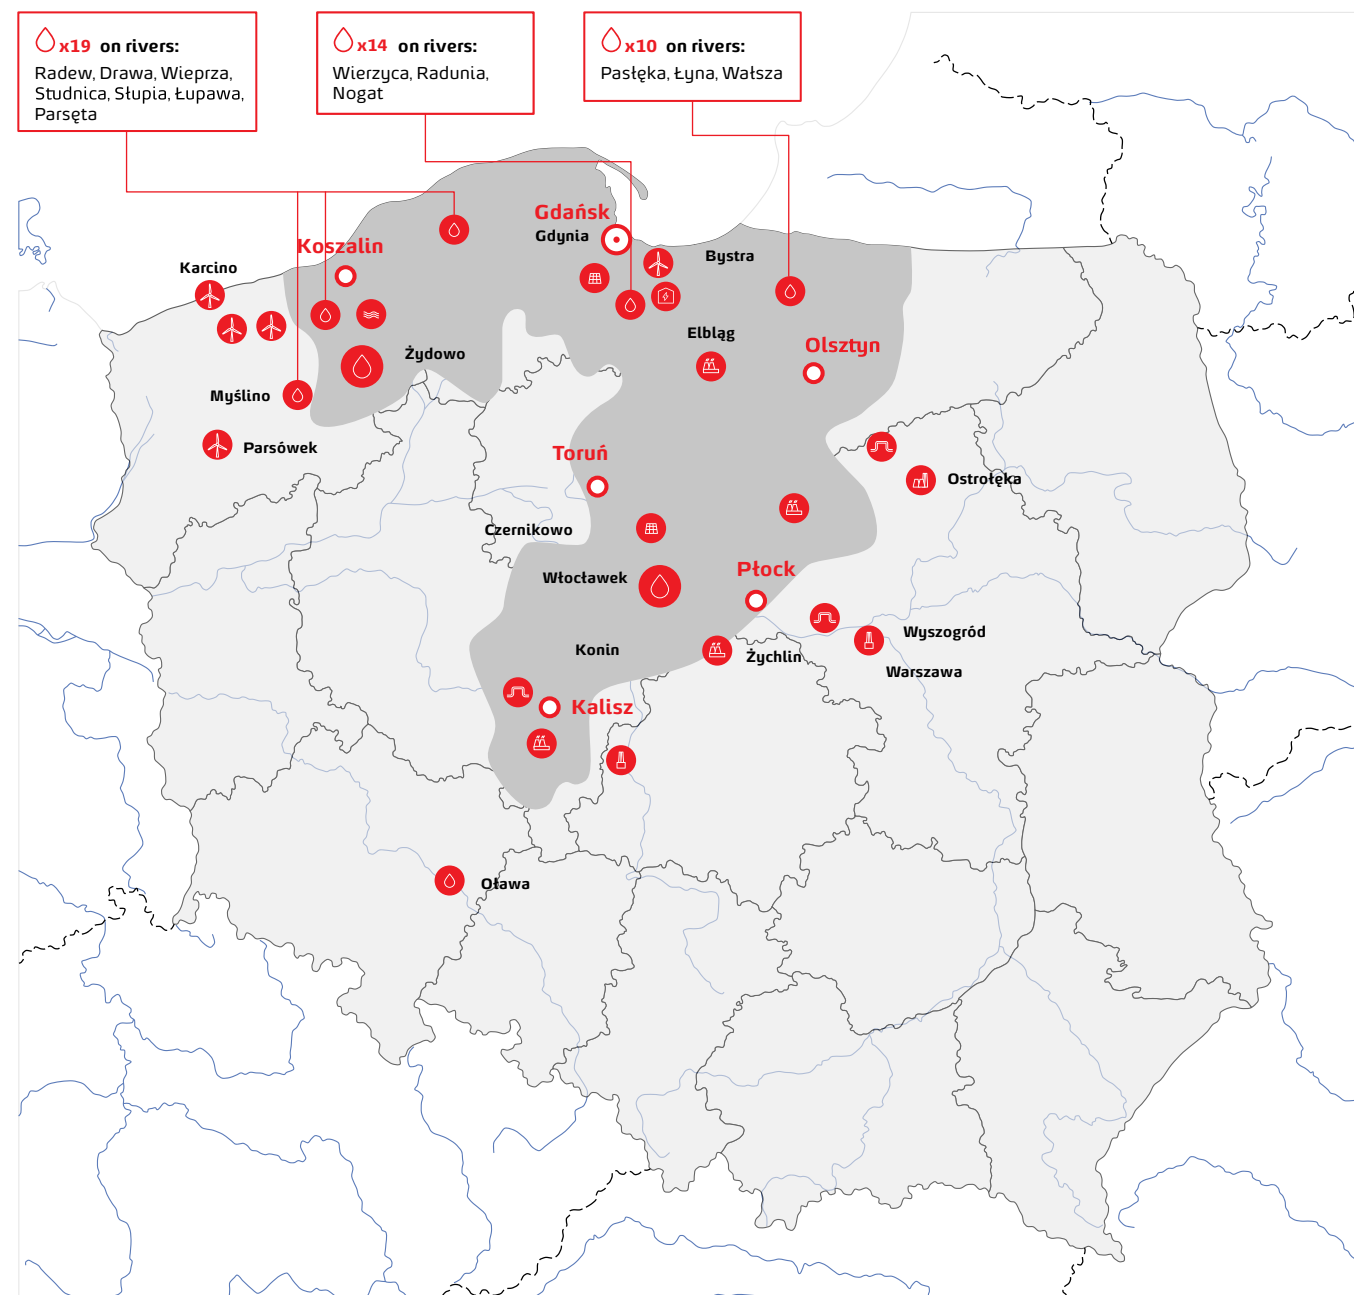 x19 on rivers:
Radew, Drawa, Wieprza,
Studnica, Słupia, Łupawa,
Parsęta
x14 on rivers:
Wierzyca, Radunia,
Nogat
x10 on rivers:
Pasłęka, Łyna, Wałsza
Gdańsk
Gdynia
Koszalin
Bystra
Karcino
Elbląg
Olsztyn
Żydowo
Myślino
Parsówek
Toruń
Ostrołęka
Czernikowo
Płock
Włocławek
Wyszogród
Konin
Żychlin
Warszawa
Kalisz
Oława